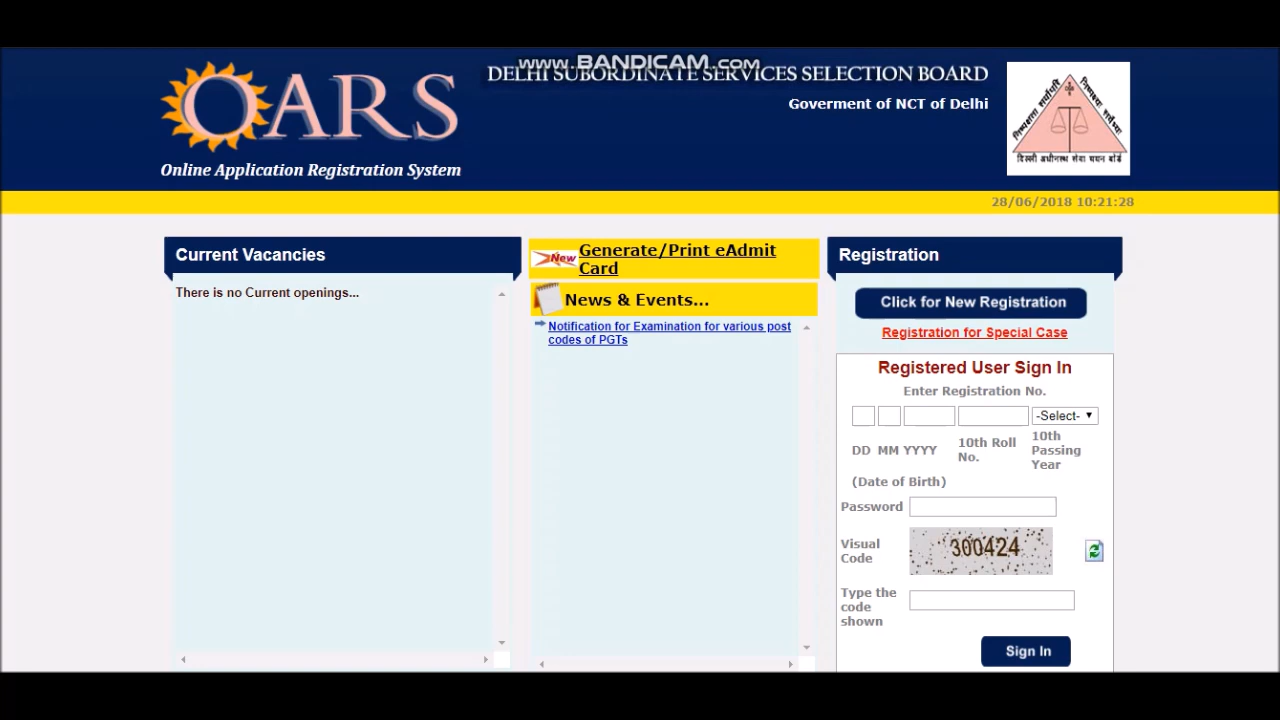 www.BANDICAM.com
OARS
DELHI SUBORDINATE SERVICES SELECTION BOARD
Goverment of NCT of Delhi
Online Application Registration System
दिल्ली अधीनस्थ सेवा चयन बोर्ड
28/06/2018 10:21:28
Current Vacancies
There is no Current openings...
New
Generate/Print eAdmit
Card
News & Events...
Notification for Examination for various post
codes of PGTs
Registration
Click for New Registration
Registration for Special Case
Registered User Sign In
Enter Registration No.
-Select-
DD MM YYYY
10th Roll
No.
10th
Passing
Year
(Date of Birth)
Password
Visual
Code
300424
Type the
code
shown
Sign In